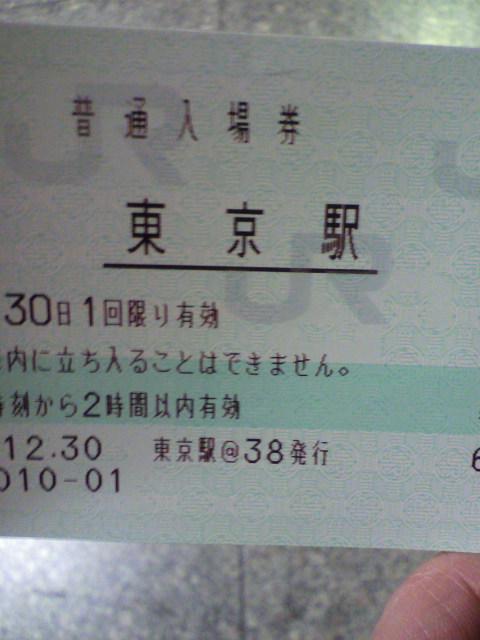 普通入場券
東京駅
30日1回限り有効
内に立ち入ることはできません。
時刻から2時間以内有効
12.30 東京駅@38発行
010-01